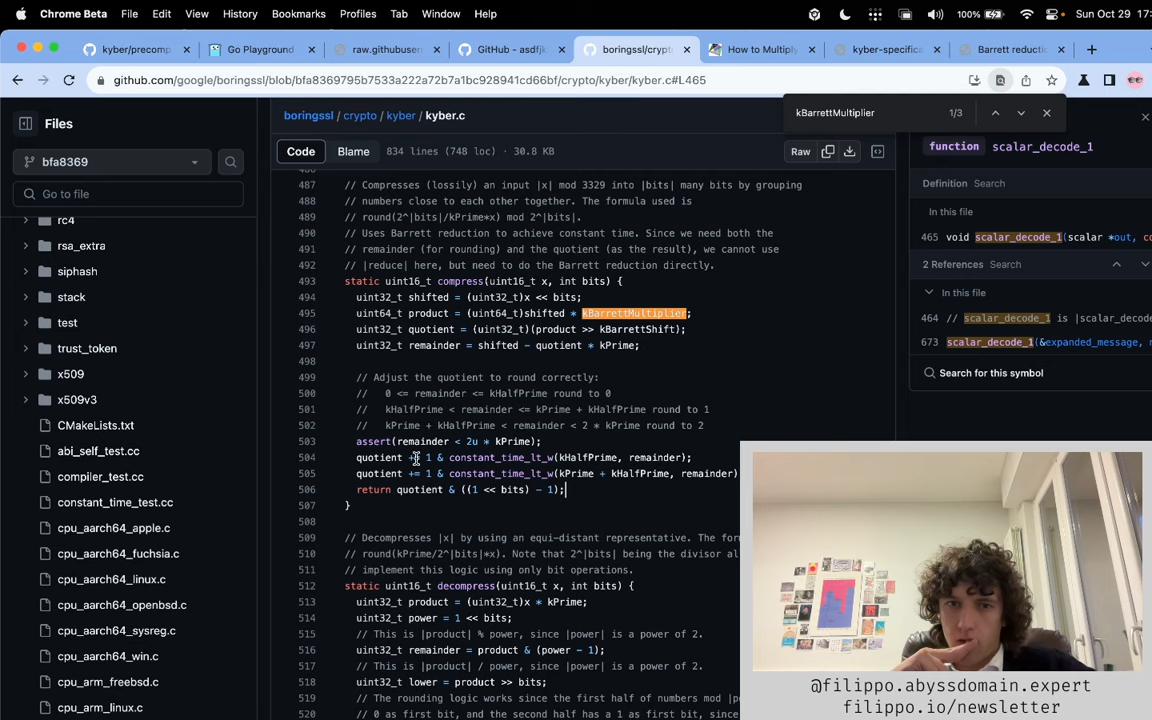 Chrome Beta File Edit View History Bookmarks Profiles Tab Window Help 100% Sun Oct 29 17:
kyber/precomp Go Playground raw.githubuser GitHub - asdfjk boringssl/crypto How to Multiply kyber-specifica Barrett reducti
github.com/google/boringssl/blob/bfa8369795b7533a222a72b7a1bc928941cd66bf/crypto/kyber/kyber.c#L465
kBarrettMultiplier 1/3
Files
bfa8369
Go to file
rc4
rsa_extra
siphash
stack
test
trust_token
x509
x509v3
CMakeLists.txt
abi_self_test.cc
compiler_test.cc
constant_time_test.cc
cpu_aarch64_apple.c
cpu_aarch64_fuchsia.c
cpu_aarch64_linux.c
cpu_aarch64_openbsd.c
cpu_aarch64_sysreg.c
cpu_aarch64_win.c
cpu_arm_freebsd.c
cpu_arm_linux.c
boringssl / crypto / kyber / kyber.c
Code Blame 834 lines (748 loc) · 30.8 KB Raw
487 // Compresses (lossily) an input |x| mod 3329 into |bits| many bits by grouping
488 // numbers close to each other together. The formula used is
489 // round(2^|bits|/kPrime*x) mod 2^|bits|.
490 // Uses Barrett reduction to achieve constant time. Since we need both the
491 // remainder (for rounding) and the quotient (as the result), we cannot use
492 // |reduce| here, but need to do the Barrett reduction directly.
493 static uint16_t compress(uint16_t x, int bits) {
494 uint32_t shifted = (uint32_t)x << bits;
495 uint64_t product = (uint64_t)shifted * kBarrettMultiplier;
496 uint32_t quotient = (uint32_t)(product >> kBarrettShift);
497 uint32_t remainder = shifted - quotient * kPrime;
498
499 // Adjust the quotient to round correctly:
500 // 0 <= remainder <= kHalfPrime round to 0
501 // kHalfPrime < remainder <= kPrime + kHalfPrime round to 1
502 // kPrime + kHalfPrime < remainder < 2 * kPrime round to 2
503 assert(remainder < 2u * kPrime);
504 quotient += 1 & constant_time_lt_w(kHalfPrime, remainder);
505 quotient += 1 & constant_time_lt_w(kPrime + kHalfPrime, remainder)
506 return quotient & ((1 << bits) - 1);
507 }
508
509 // Decompresses |x| by using an equi-distant representative. The for
510 // round(kPrime/2^|bits|*x). Note that 2^|bits| being the divisor al
511 // implement this logic using only bit operations.
512 static uint16_t decompress(uint16_t x, int bits) {
513 uint32_t product = (uint32_t)x * kPrime;
514 uint32_t power = 1 << bits;
515 // This is |product| % power, since |power| is a power of 2.
516 uint32_t remainder = product & (power - 1);
517 // This is |product| / power, since |power| is a power of 2.
518 uint32_t lower = product >> bits;
519 // The rounding logic works since the first half of numbers mod |p
520 // 0 as first bit, and the second half has a 1 as first bit, since
function scalar_decode_1
Definition Search
In this file
465 void scalar_decode_1(scalar *out, co
2 References Search
In this file
464 // scalar_decode_1 is |scalar_deco
673 scalar_decode_1(&expanded_message,
Search for this symbol
@filippo.abyssdomain.expert
filippo.io/newsletter